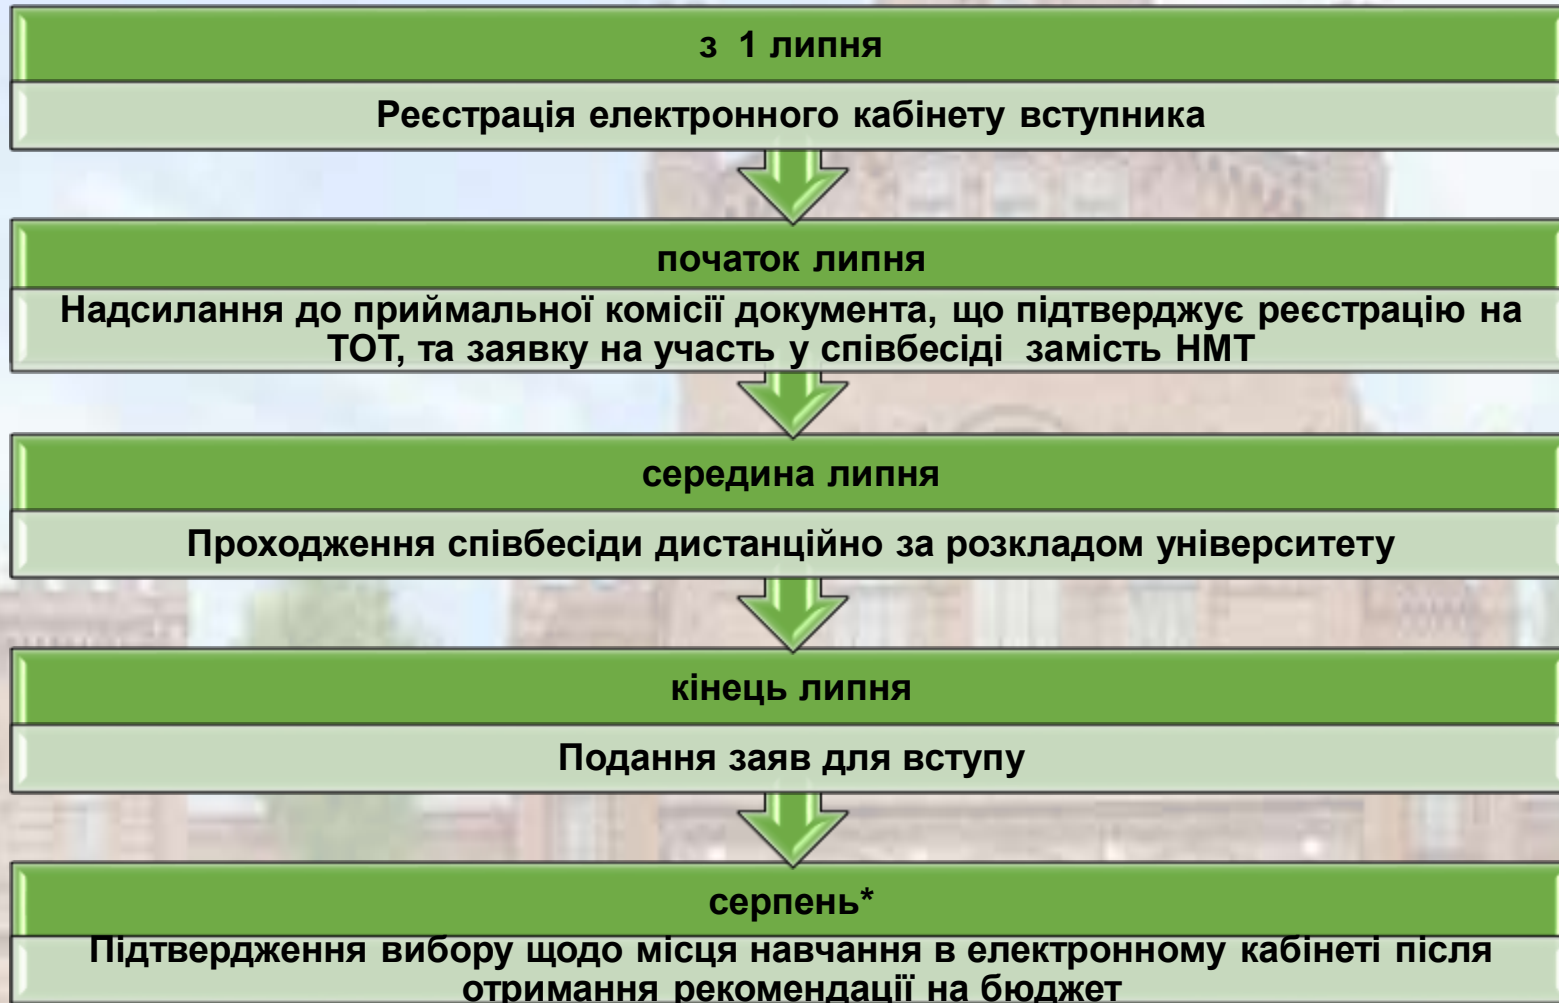 з 1 липня
Реєстрація електронного кабінету вступника
початок липня
Надсилання до приймальної комісії документа, що підтверджує реєстрацію на
ТОТ, та заявку на участь у співбесіді замість НМТ
середина липня
Проходження співбесіди дистанційно за розкладом університету
кінець липня
Подання заяв для вступу
серпень*
Підтвердження вибору щодо місця навчання в електронному кабінеті після
отримання рекомендації на бюджет